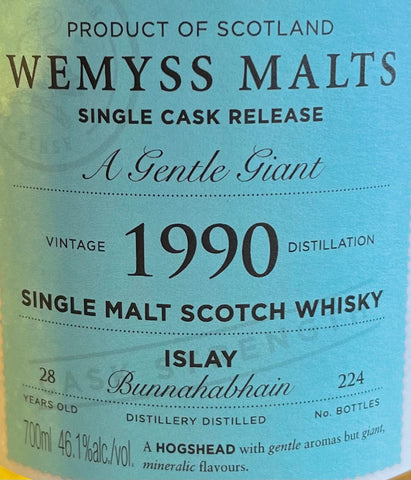 PRODUCT OF SCOTLAND
WEMYSS MALTS
SINGLE CASK RELEASE
A Gentle Giant
VINTAGE 1990 DISTILLATION
SINGLE MALT SCOTCH WHISKY
ISLAY
28 Bunnahabhain 224
YEARS OLD DISTILLERY DISTILLED No. BOTTLES
CASK STRENGTH
700ml 46.1%alc./vol. A HOGSHEAD with gentle aromas but giant,
mineralic flavours.